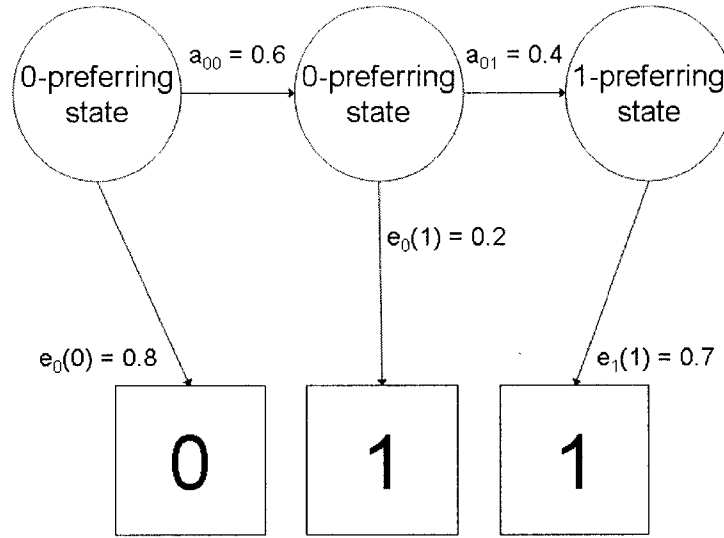 0-preferring
state
a₀₀ = 0.6
0-preferring
state
a₀₁ = 0.4
1-preferring
state
e₀(1) = 0.2
e₀(0) = 0.8
e₁(1) = 0.7
0
1
1